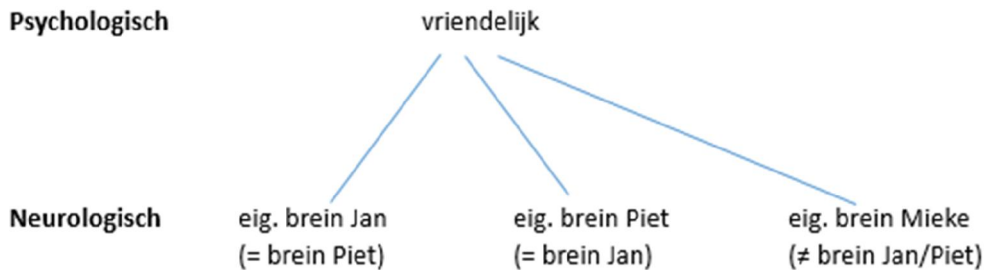 Psychologisch vriendelijk
Neurologisch eig. brein Jan eig. brein Piet eig. brein Mieke
(= brein Piet) (= brein Jan) (≠ brein Jan/Piet)